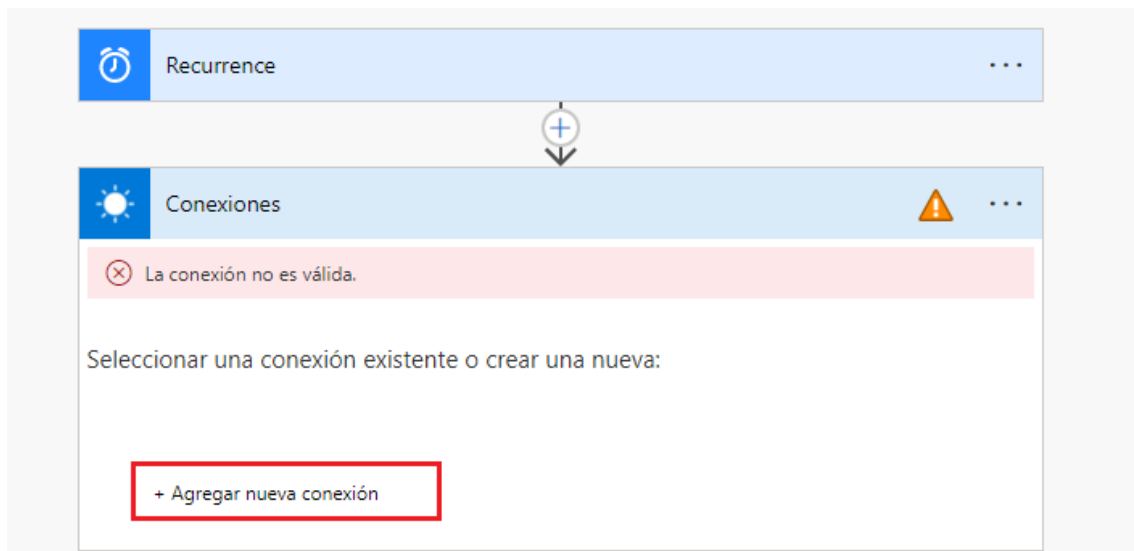 Recurrence
Conexiones
La conexión no es válida.
Seleccionar una conexión existente o crear una nueva:
+ Agregar nueva conexión